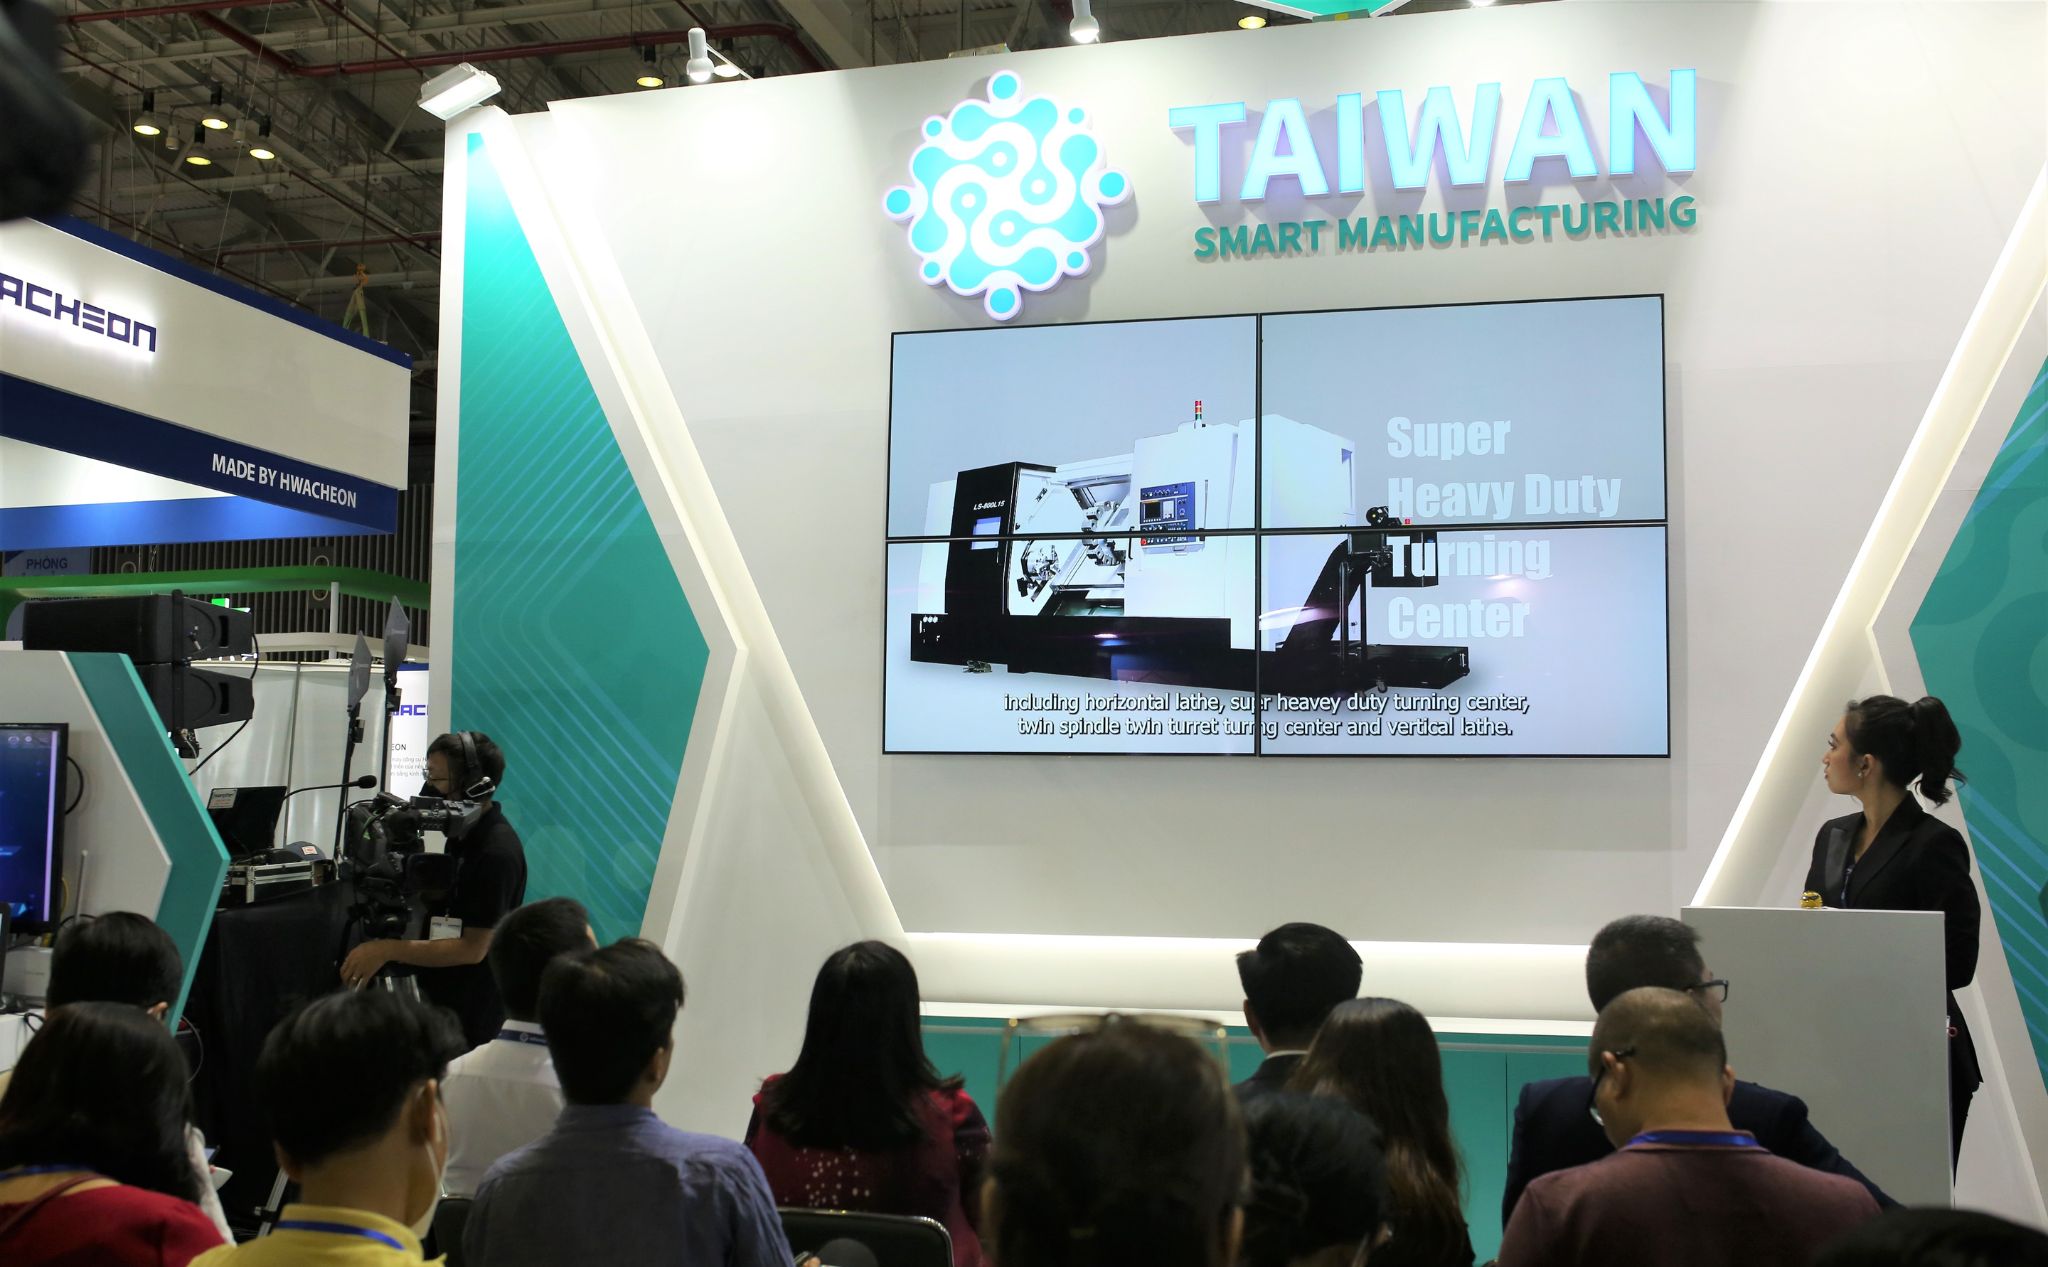 TAIWAN
SMART MANUFACTURING
ACHEON
MADE BY HWACHEON
PHÒNG
Super
Heavy Duty
Turning
Center
LS-800L15
including horizontal lathe, super heavey duty turning center,
twin spindle twin turret turning center and vertical lathe.